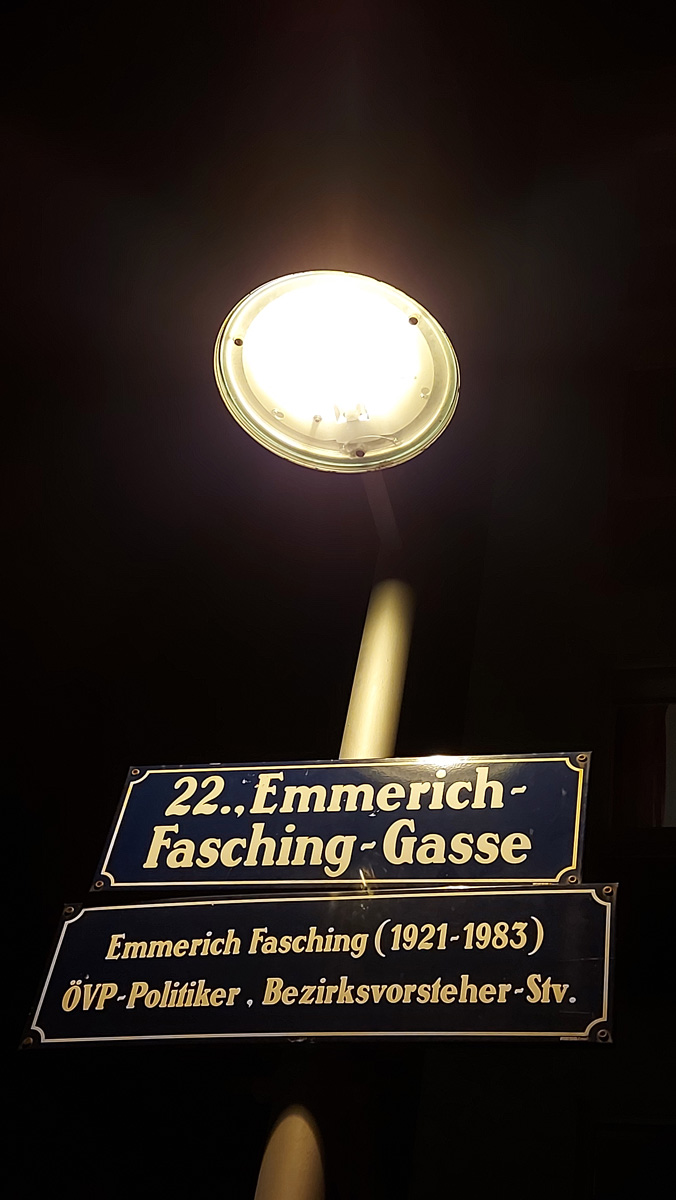 22., Emmerich-
Fasching-Gasse
Emmerich Fasching (1921-1983)
ÖVP-Politiker, Bezirksvorsteher-Stv.